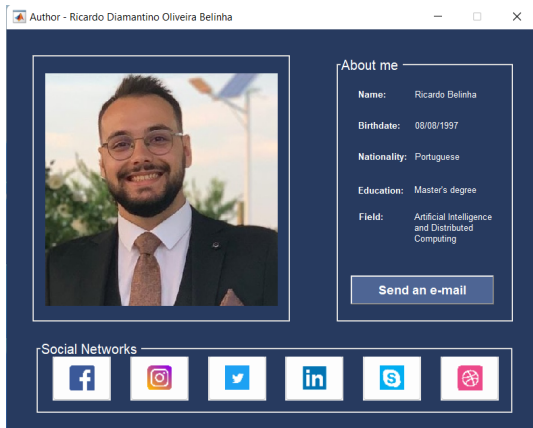 Author - Ricardo Diamantino Oliveira Belinha
About me
Name: Ricardo Belinha
Birthdate: 08/08/1997
Nationality: Portuguese
Education: Master's degree
Field: Artificial Intelligence
and Distributed
Computing
Send an e-mail
Social Networks
f
in
S